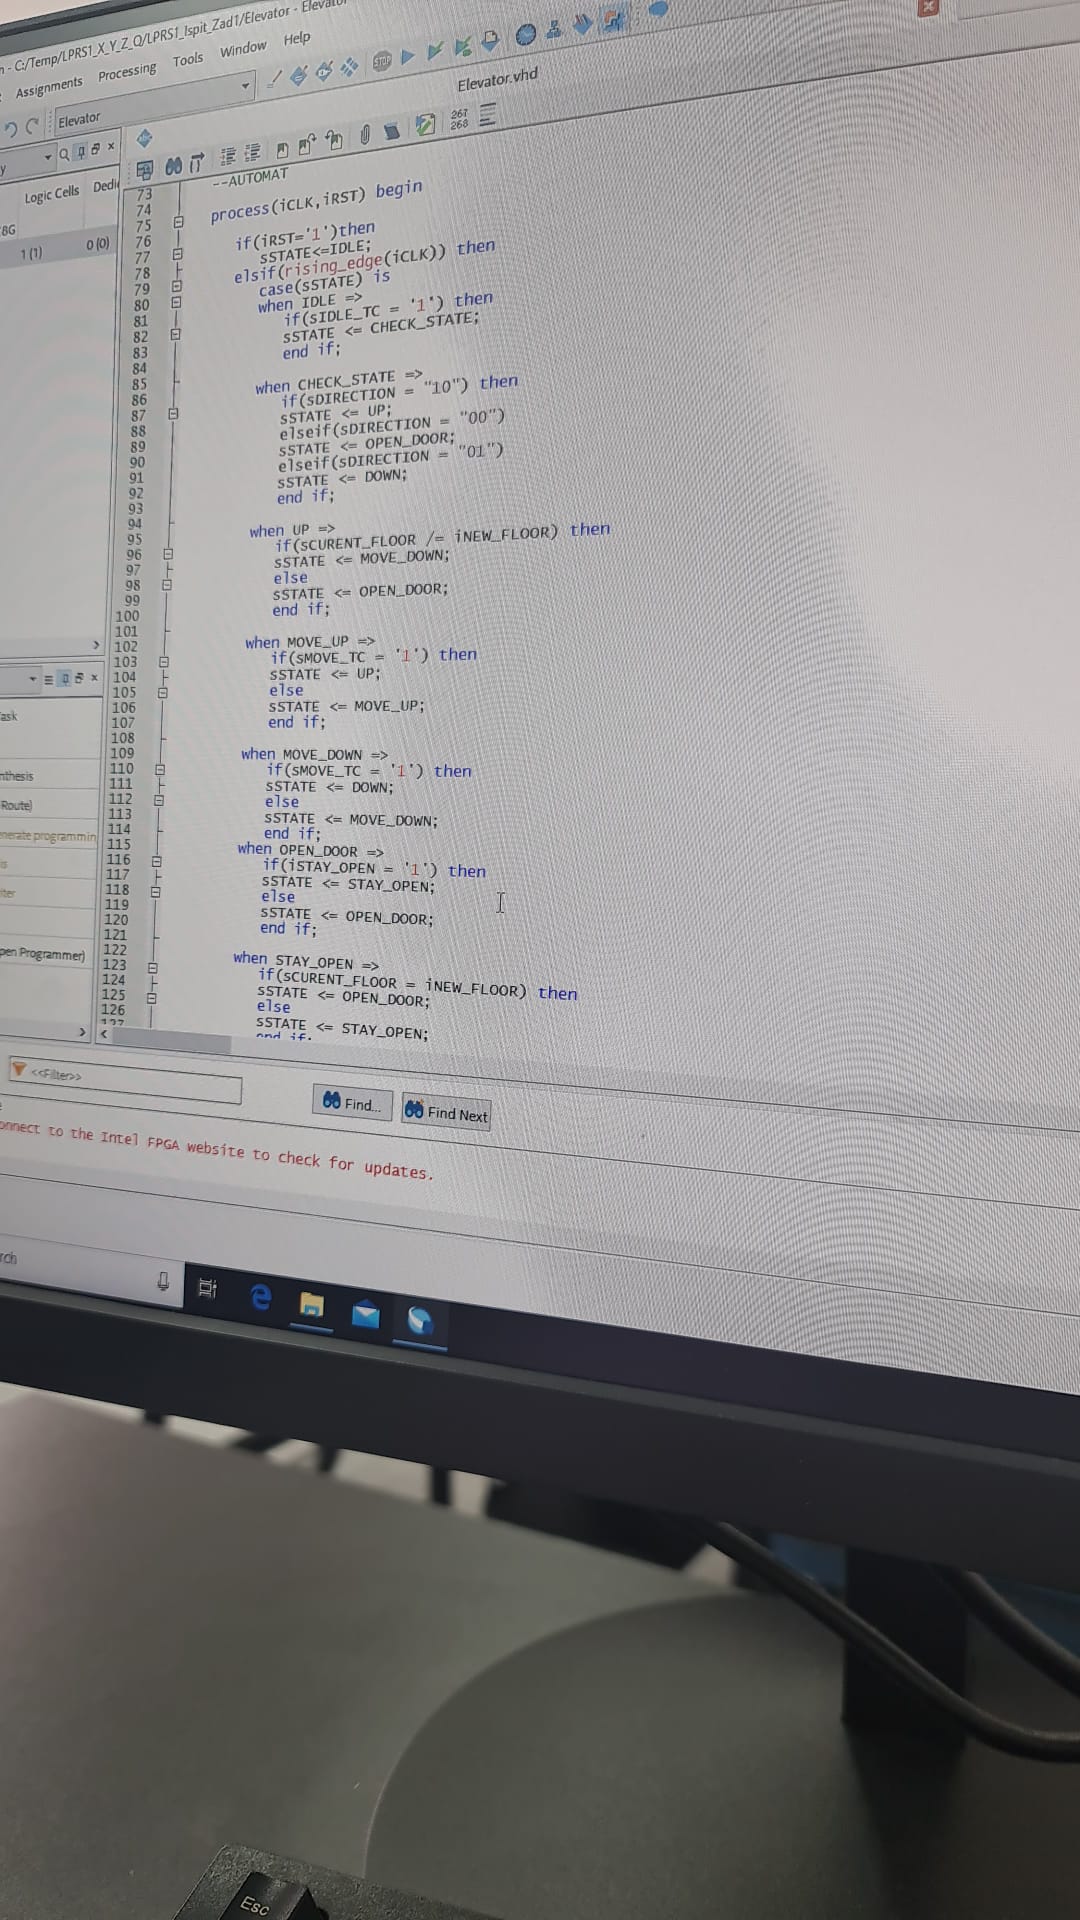 n - C:/Temp/LPRS1_X_Y_Z_Q/LPRS1_Ispit_Zad1/Elevator - Elevator
Assignments Processing Tools Window Help
Elevator
Elevator.vhd
267
268
Logic Cells Dedi
8G
1 (1) 0 (0)
73 --AUTOMAT
74
75 process(iCLK,iRST) begin
76
77 if(iRST='1')then
78 sSTATE<=IDLE;
79 elsif(rising_edge(iCLK)) then
80 case(sSTATE) is
81 when IDLE =>
82 if(sIDLE_TC = '1') then
83 sSTATE <= CHECK_STATE;
84 end if;
85
86 when CHECK_STATE =>
87 if(sDIRECTION = "10") then
88 sSTATE <= UP;
89 elseif(sDIRECTION = "00")
90 sSTATE <= OPEN_DOOR;
91 elseif(sDIRECTION = "01")
92 sSTATE <= DOWN;
93 end if;
94
95 when UP =>
96 if(sCURENT_FLOOR /= iNEW_FLOOR) then
97 sSTATE <= MOVE_DOWN;
98 else
99 sSTATE <= OPEN_DOOR;
100 end if;
101
102 when MOVE_UP =>
103 if(sMOVE_TC = '1') then
104 sSTATE <= UP;
105 else
106 sSTATE <= MOVE_UP;
107 end if;
108
109 when MOVE_DOWN =>
110 if(sMOVE_TC = '1') then
111 sSTATE <= DOWN;
112 else
113 sSTATE <= MOVE_DOWN;
114 end if;
115 when OPEN_DOOR =>
116 if(iSTAY_OPEN = '1') then
117 sSTATE <= STAY_OPEN;
118 else
119 sSTATE <= OPEN_DOOR;
120 end if;
121
122 when STAY_OPEN =>
123 if(sCURENT_FLOOR = iNEW_FLOOR) then
124 sSTATE <= OPEN_DOOR;
125 else
126 sSTATE <= STAY_OPEN;
127 end if;
ask
nthesis
Route)
enerate programmin
is
iter
pen Programmer)
<<Filter>>
Find... Find Next
onnect to the Intel FPGA website to check for updates.
rch
Esc